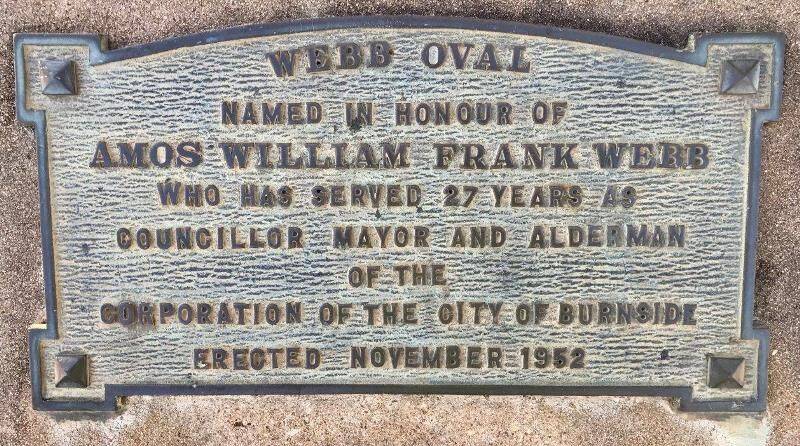 WEBB OVAL
NAMED IN HONOUR OF
AMOS WILLIAM FRANK WEBB
WHO HAS SERVED 27 YEARS AS
COUNCILLOR MAYOR AND ALDERMAN
OF THE
CORPORATION OF THE CITY OF BURNSIDE
ERECTED NOVEMBER 1952